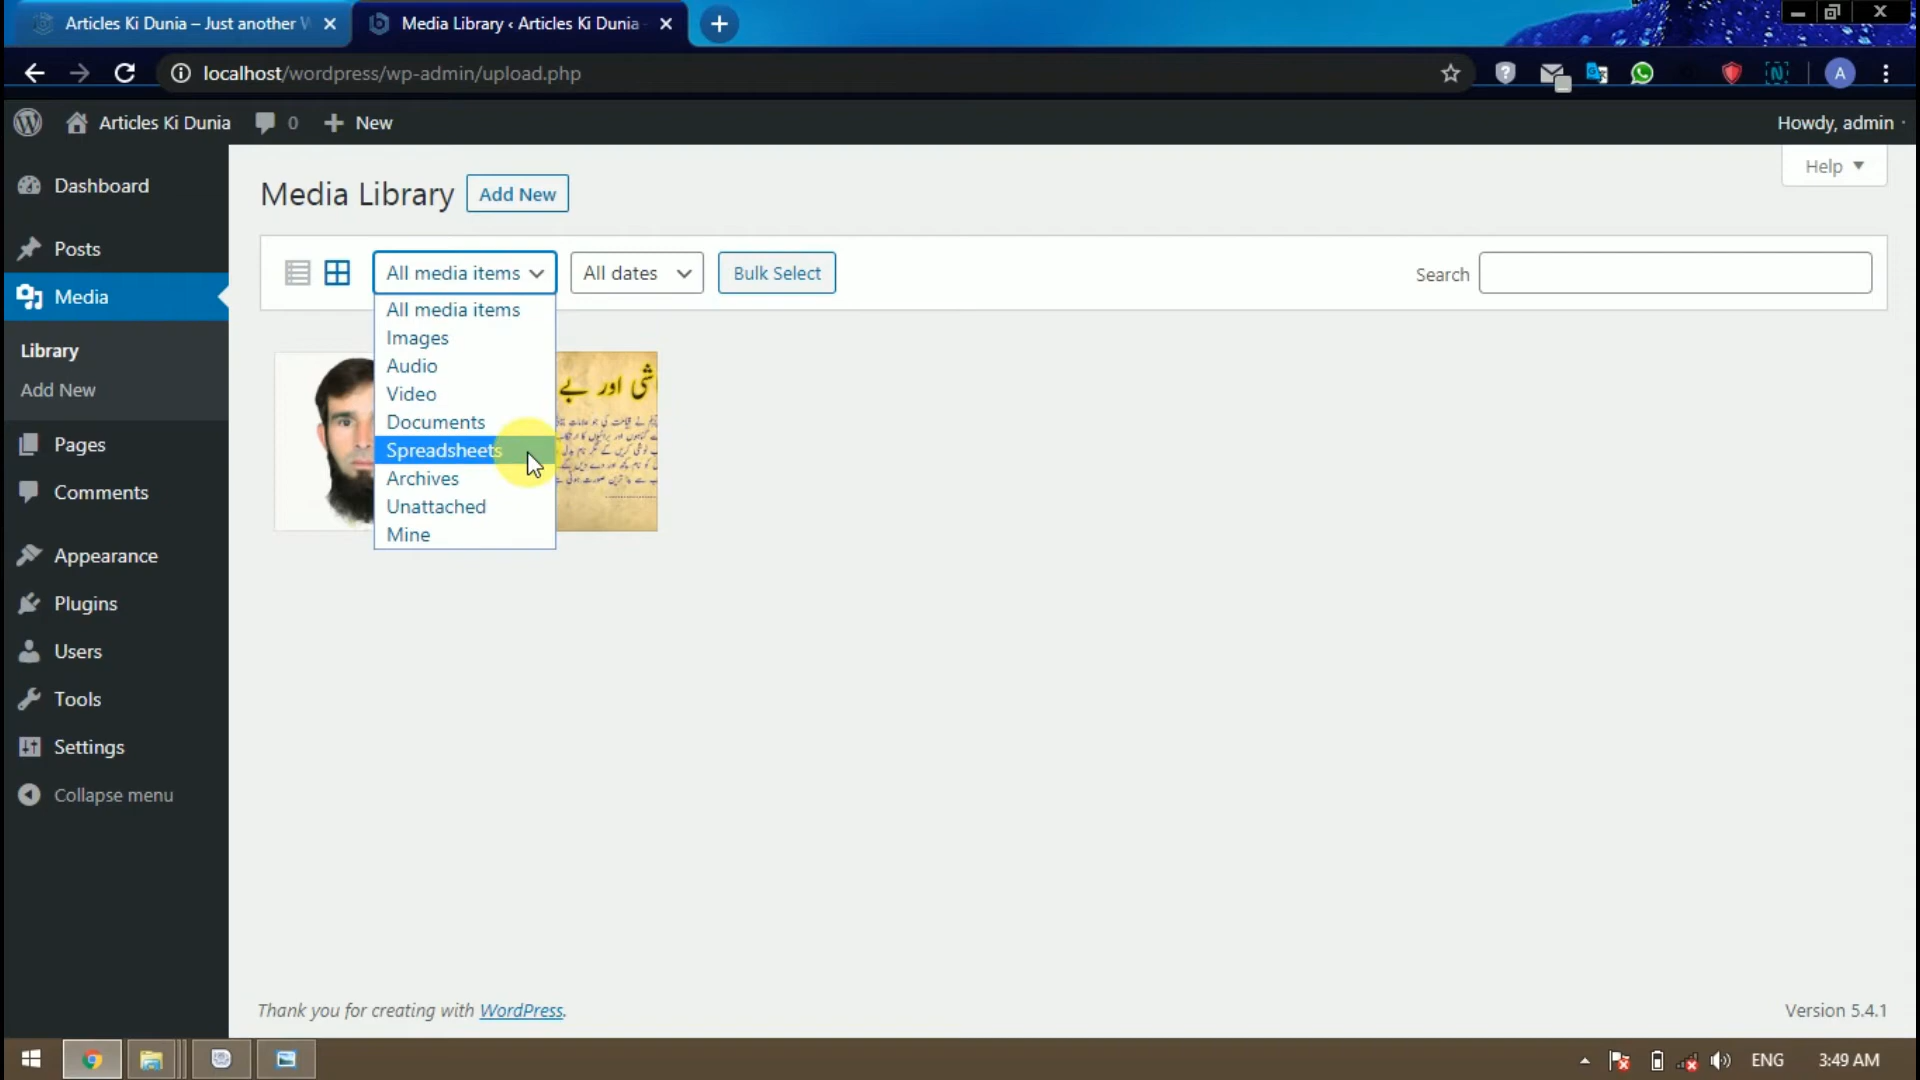 Articles Ki Dunia – Just another W
Media Library ‹ Articles Ki Dunia
localhost/wordpress/wp-admin/upload.php
A
Articles Ki Dunia
0
New
Howdy, admin
Help
Dashboard
Posts
Media
Library
Add New
Pages
Comments
Appearance
Plugins
Users
Tools
Settings
Collapse menu
Media Library
Add New
All media items
All dates
Bulk Select
Search
All media items
Images
Audio
Video
Documents
Spreadsheets
Archives
Unattached
Mine
شی اور بے
Thank you for creating with WordPress.
Version 5.4.1
ENG
3:49 AM